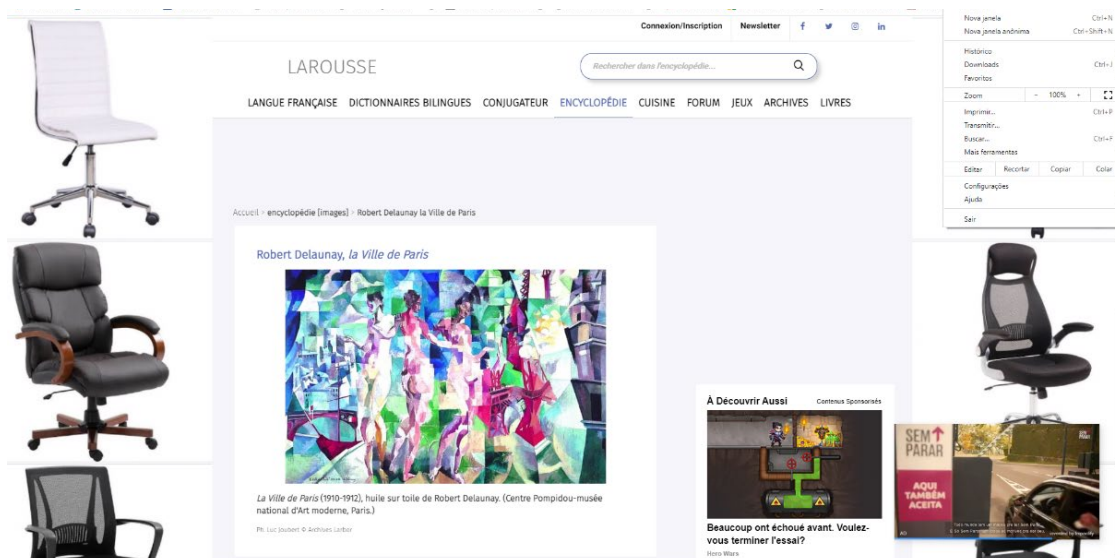 Connexion/Inscription Newsletter
LAROUSSE
Rechercher dans l'encyclopédie...
LANGUE FRANÇAISE DICTIONNAIRES BILINGUES CONJUGATEUR ENCYCLOPÉDIE CUISINE FORUM JEUX ARCHIVES LIVRES
Accueil > encyclopédie [images] > Robert Delaunay la Ville de Paris
Robert Delaunay, la Ville de Paris
La Ville de Paris (1910-1912), huile sur toile de Robert Delaunay. (Centre Pompidou-musée
national d'Art moderne, Paris.)
Ph. Luc Joubert © Archives Larbor
À Découvrir Aussi Contenus Sponsorisés
Beaucoup ont échoué avant. Voulez-
vous terminer l'essai?
Hero Wars
Nova janela Ctrl+N
Nova janela anônima Ctrl+Shift+N
Histórico
Downloads Ctrl+J
Favoritos
Zoom - 100% +
Imprimir... Ctrl+P
Transmitir...
Buscar... Ctrl+F
Mais ferramentas
Editar Recortar Copiar Colar
Configurações
Ajuda
Sair
SEM
PARAR
AQUI
TAMBÉM
ACEITA
AD